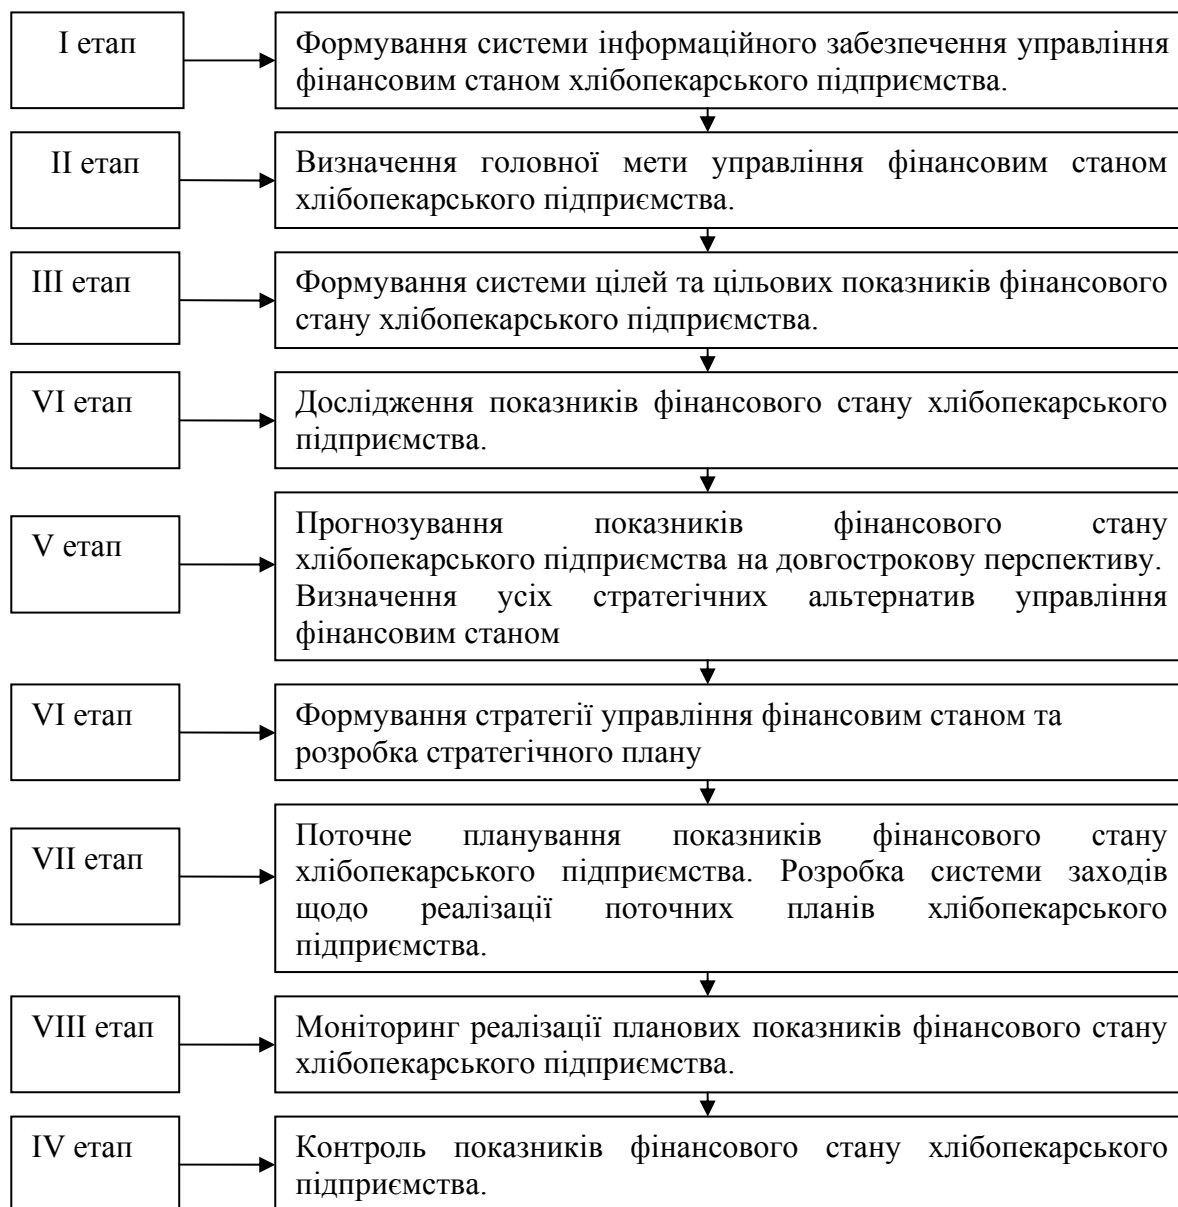 І етап
Формування системи інформаційного забезпечення управління
фінансовим станом хлібопекарського підприємства.
ІІ етап
Визначення головної мети управління фінансовим станом
хлібопекарського підприємства.
ІІІ етап
Формування системи цілей та цільових показників фінансового
стану хлібопекарського підприємства.
VI етап
Дослідження показників фінансового стану хлібопекарського
підприємства.
V етап
Прогнозування показників фінансового стану
хлібопекарського підприємства на довгострокову перспективу.
Визначення усіх стратегічних альтернатив управління
фінансовим станом
VI етап
Формування стратегії управління фінансовим станом та
розробка стратегічного плану
VII етап
Поточне планування показників фінансового стану
хлібопекарського підприємства. Розробка системи заходів
щодо реалізації поточних планів хлібопекарського
підприємства.
VIII етап
Моніторинг реалізації планових показників фінансового стану
хлібопекарського підприємства.
IV етап
Контроль показників фінансового стану хлібопекарського
підприємства.